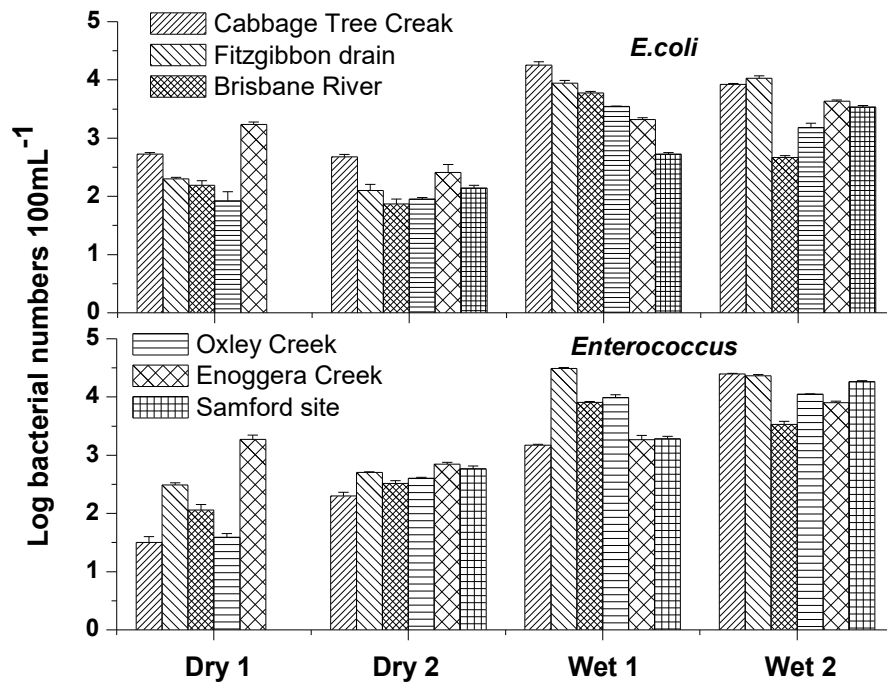 Log bacterial numbers 100mL⁻¹
5
4
3
2
1
0
Cabbage Tree Creak
Fitzgibbon drain
Brisbane River
E.coli
5
4
3
2
1
0
Oxley Creek
Enoggera Creek
Samford site
Enterococcus
Dry 1
Dry 2
Wet 1
Wet 2